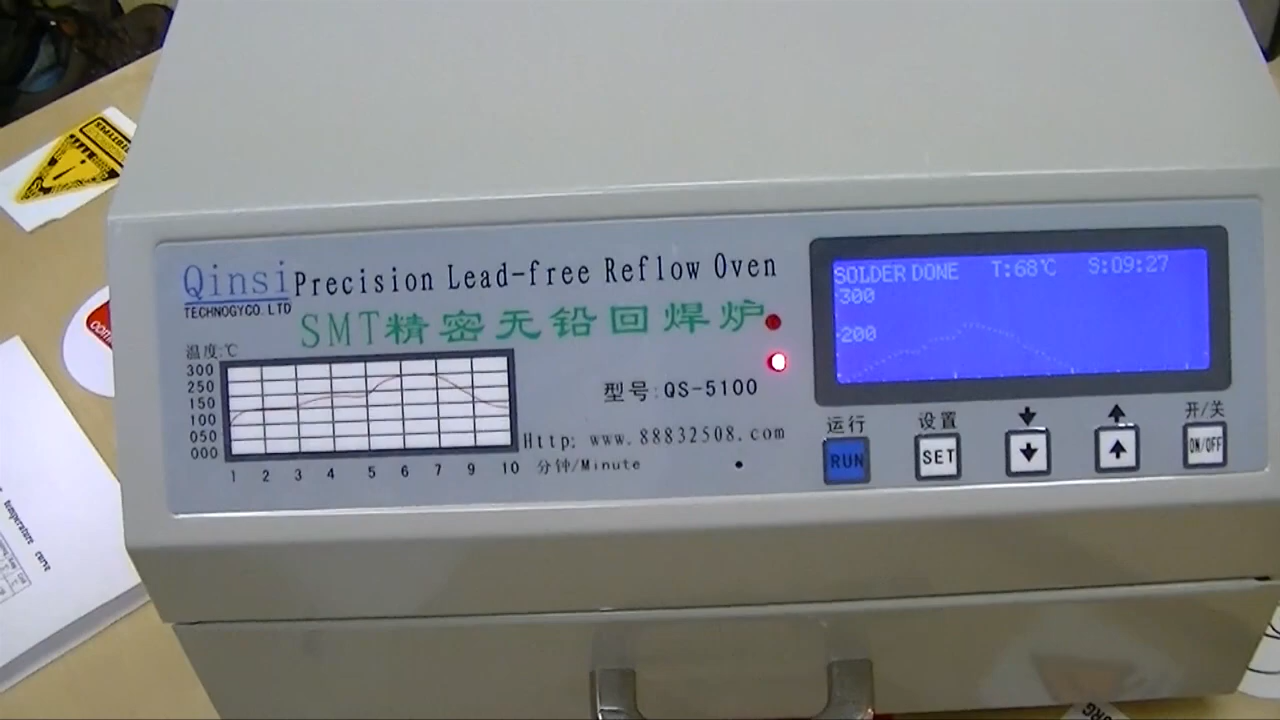 Qinsi Precision Lead-free Reflow Oven
TECHNOGYCO. LTD
SMT精密无铅回焊炉
温度:℃
300
250
150
100
050
000
1 2 3 4 5 6 7 9 10 分钟/Minute
型号: QS-5100
Http: www.88832508.com
SOLDER DONE T:68℃ S:09:27
300
200
运行 设置 开/关
RUN SET ON/OFF
temperature curve